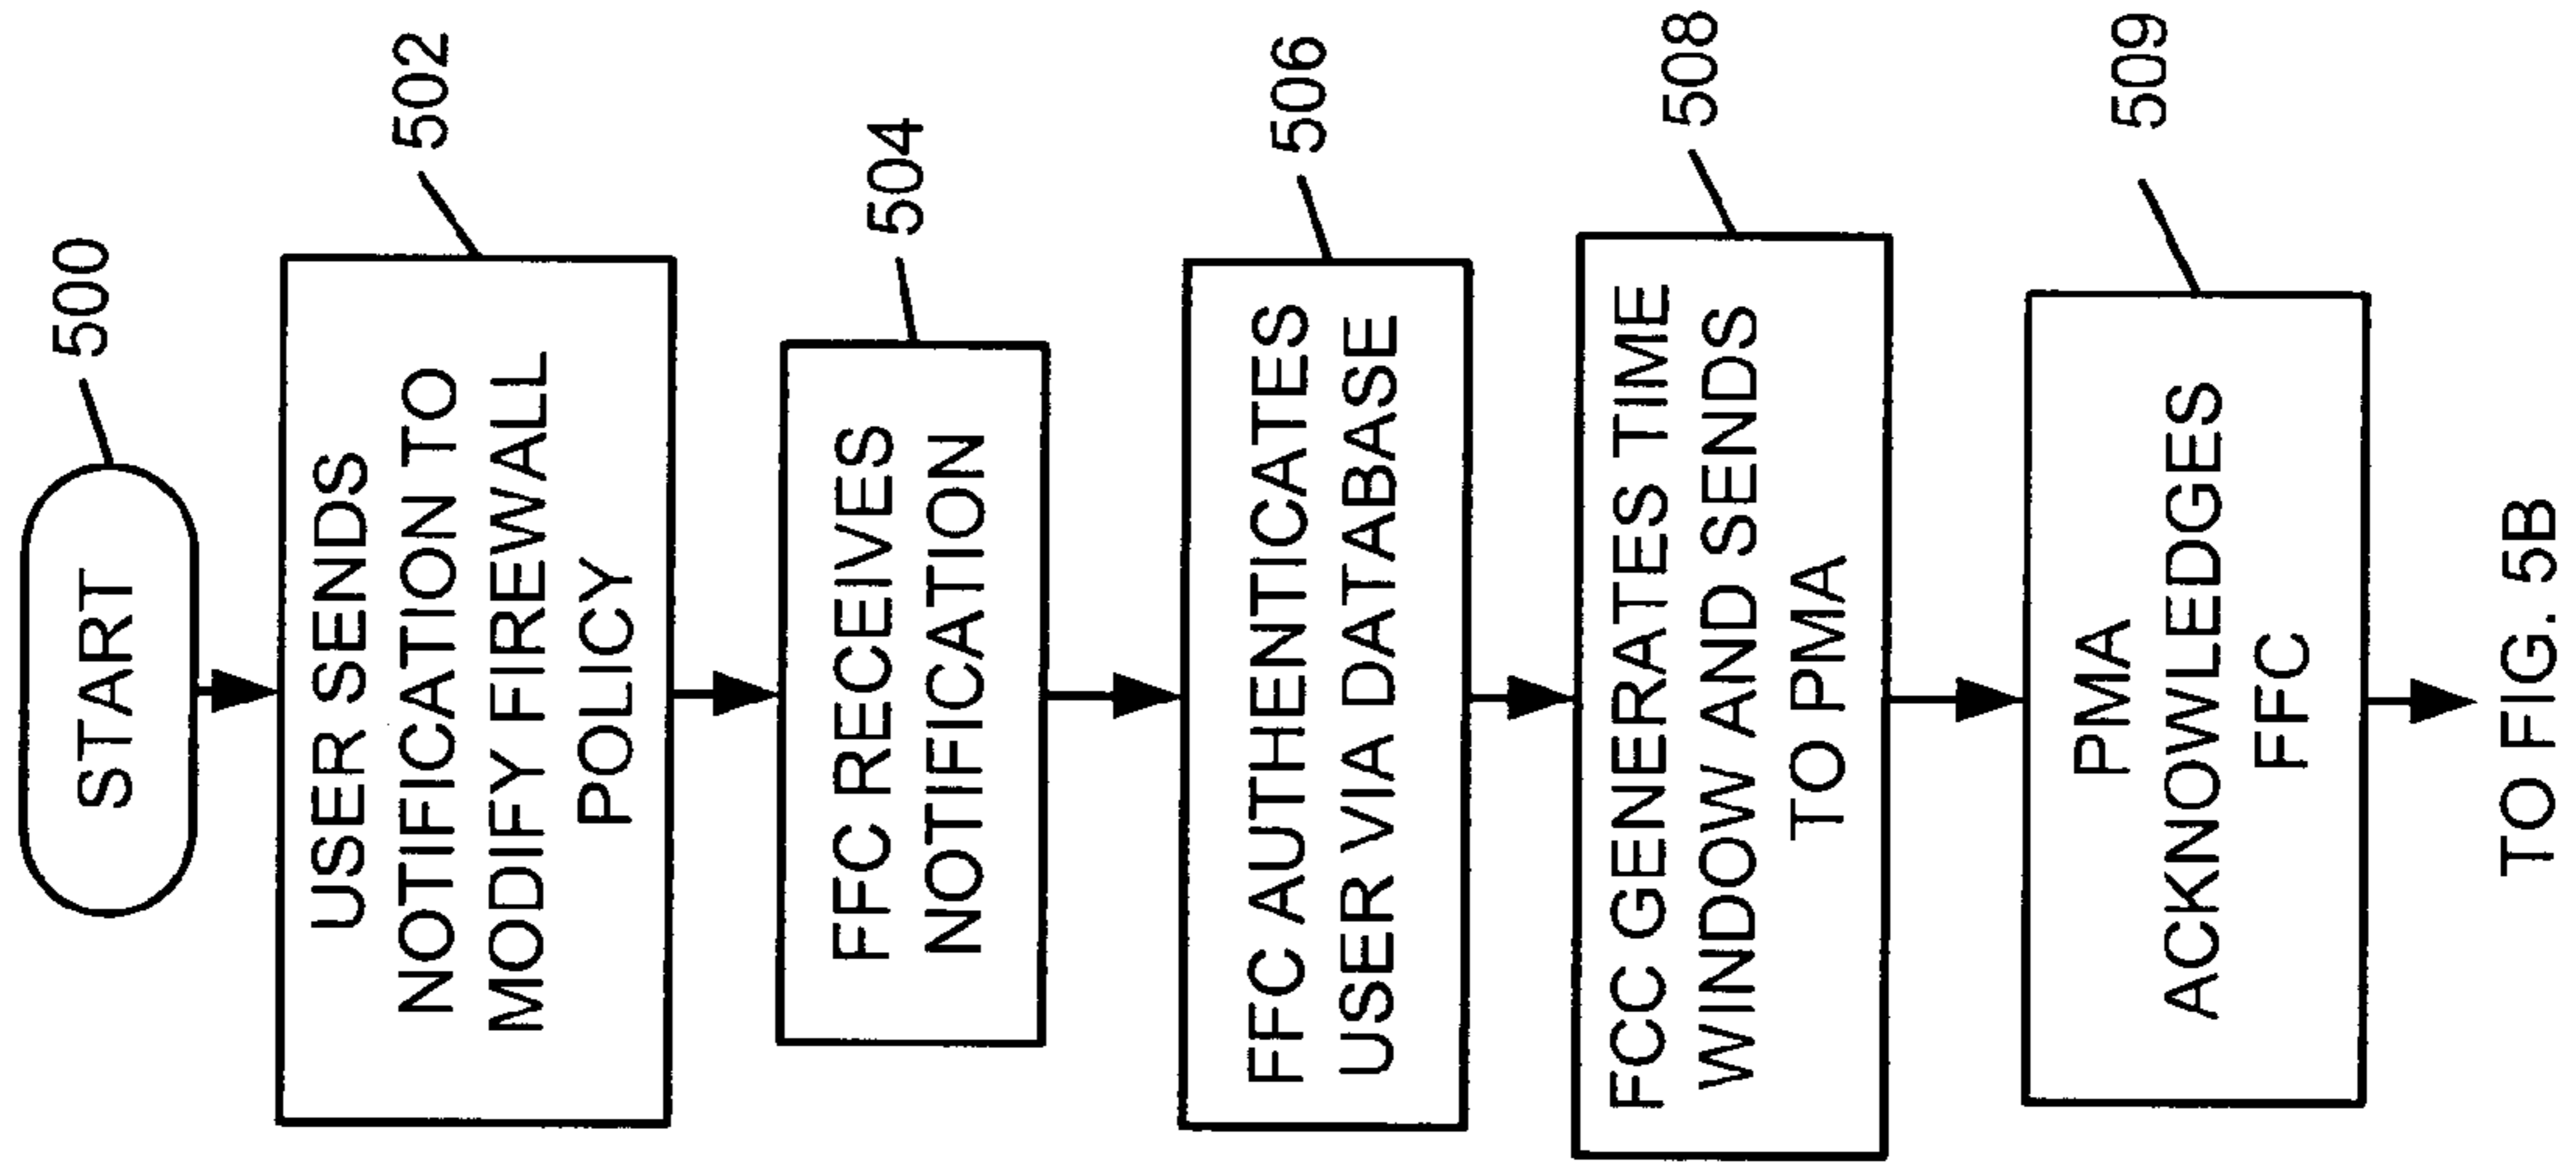 START
500
USER SENDS
NOTIFICATION TO
MODIFY FIREWALL
POLICY
502
FFC RECEIVES
NOTIFICATION
504
FFC AUTHENTICATES
USER VIA DATABASE
506
FCC GENERATES TIME
WINDOW AND SENDS
TO PMA
508
PMA
ACKNOWLEDGES
FFC
509
TO FIG. 5B